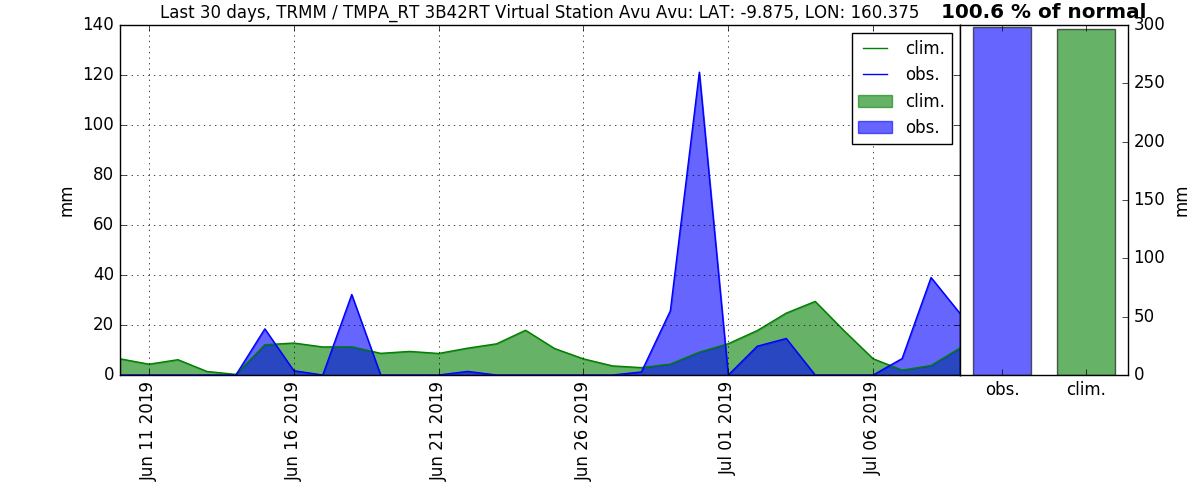 Last 30 days, TRMM / TMPA_RT 3B42RT Virtual Station Avu Avu: LAT: -9.875, LON: 160.375
100.6 % of normal
140
120
100
80
60
40
20
0
mm
clim.
obs.
clim.
obs.
300
250
200
150
100
50
0
mm
Jun 11 2019
Jun 16 2019
Jun 21 2019
Jun 26 2019
Jul 01 2019
Jul 06 2019
obs.
clim.